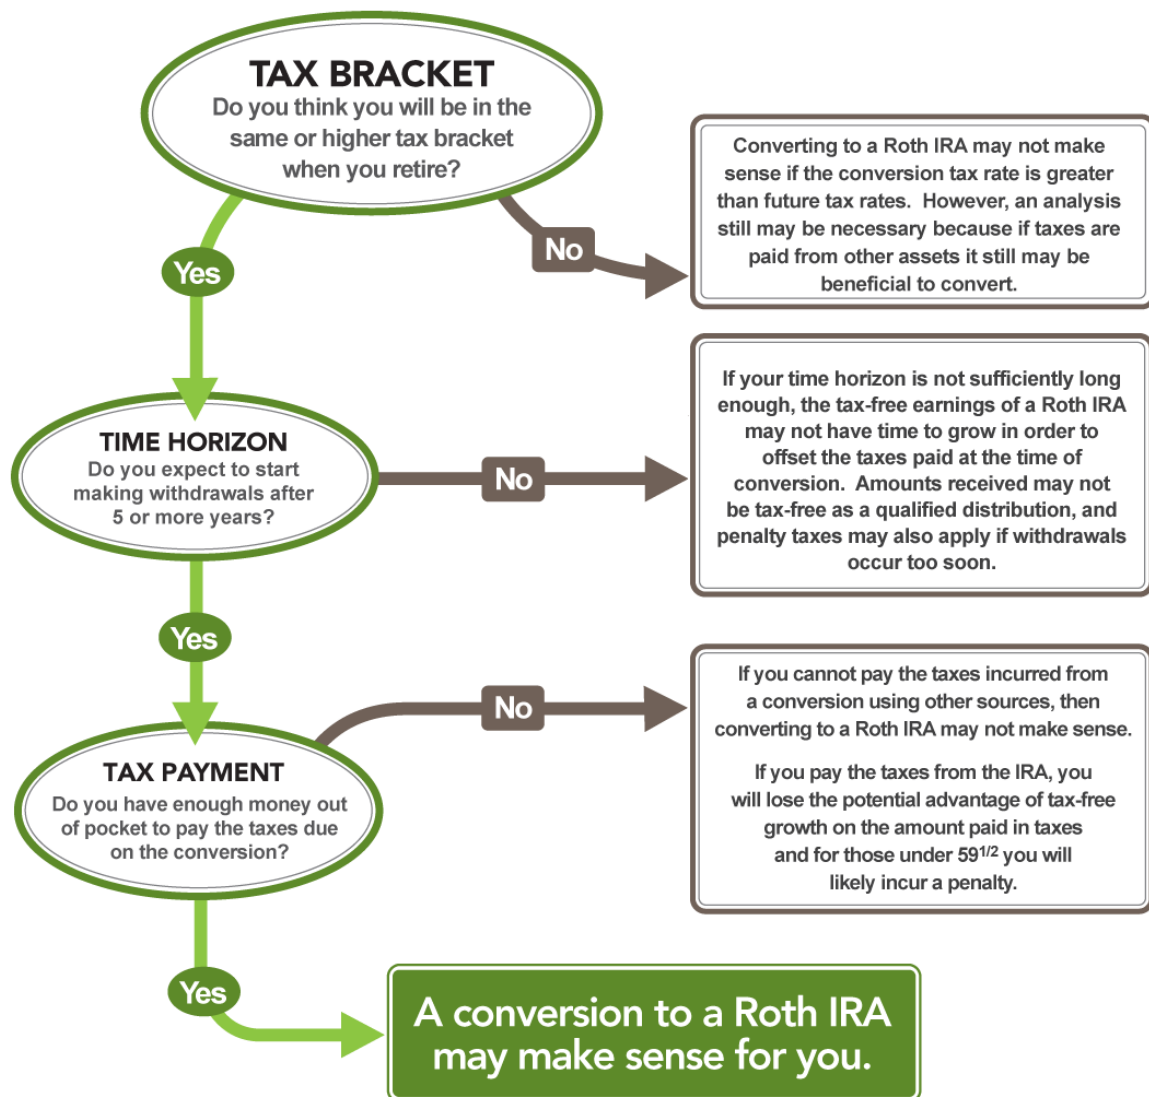 TAX BRACKET
Do you think you will be in the
same or higher tax bracket
when you retire?
Converting to a Roth IRA may not make
sense if the conversion tax rate is greater
than future tax rates.  However, an analysis
still may be necessary because if taxes are
paid from other assets it still may be
beneficial to convert.
No
Yes
TIME HORIZON
Do you expect to start
making withdrawals after
5 or more years?
No
If your time horizon is not sufficiently long
enough, the tax-free earnings of a Roth IRA
may not have time to grow in order to
offset the taxes paid at the time of
conversion.  Amounts received may not
be tax-free as a qualified distribution, and
penalty taxes may also apply if withdrawals
occur too soon.
Yes
TAX PAYMENT
Do you have enough money out
of pocket to pay the taxes due
on the conversion?
No
If you cannot pay the taxes incurred from
a conversion using other sources, then
converting to a Roth IRA may not make sense.
If you pay the taxes from the IRA, you
will lose the potential advantage of tax-free
growth on the amount paid in taxes
and for those under 59 1/2 you will
likely incur a penalty.
Yes
A conversion to a Roth IRA
may make sense for you.